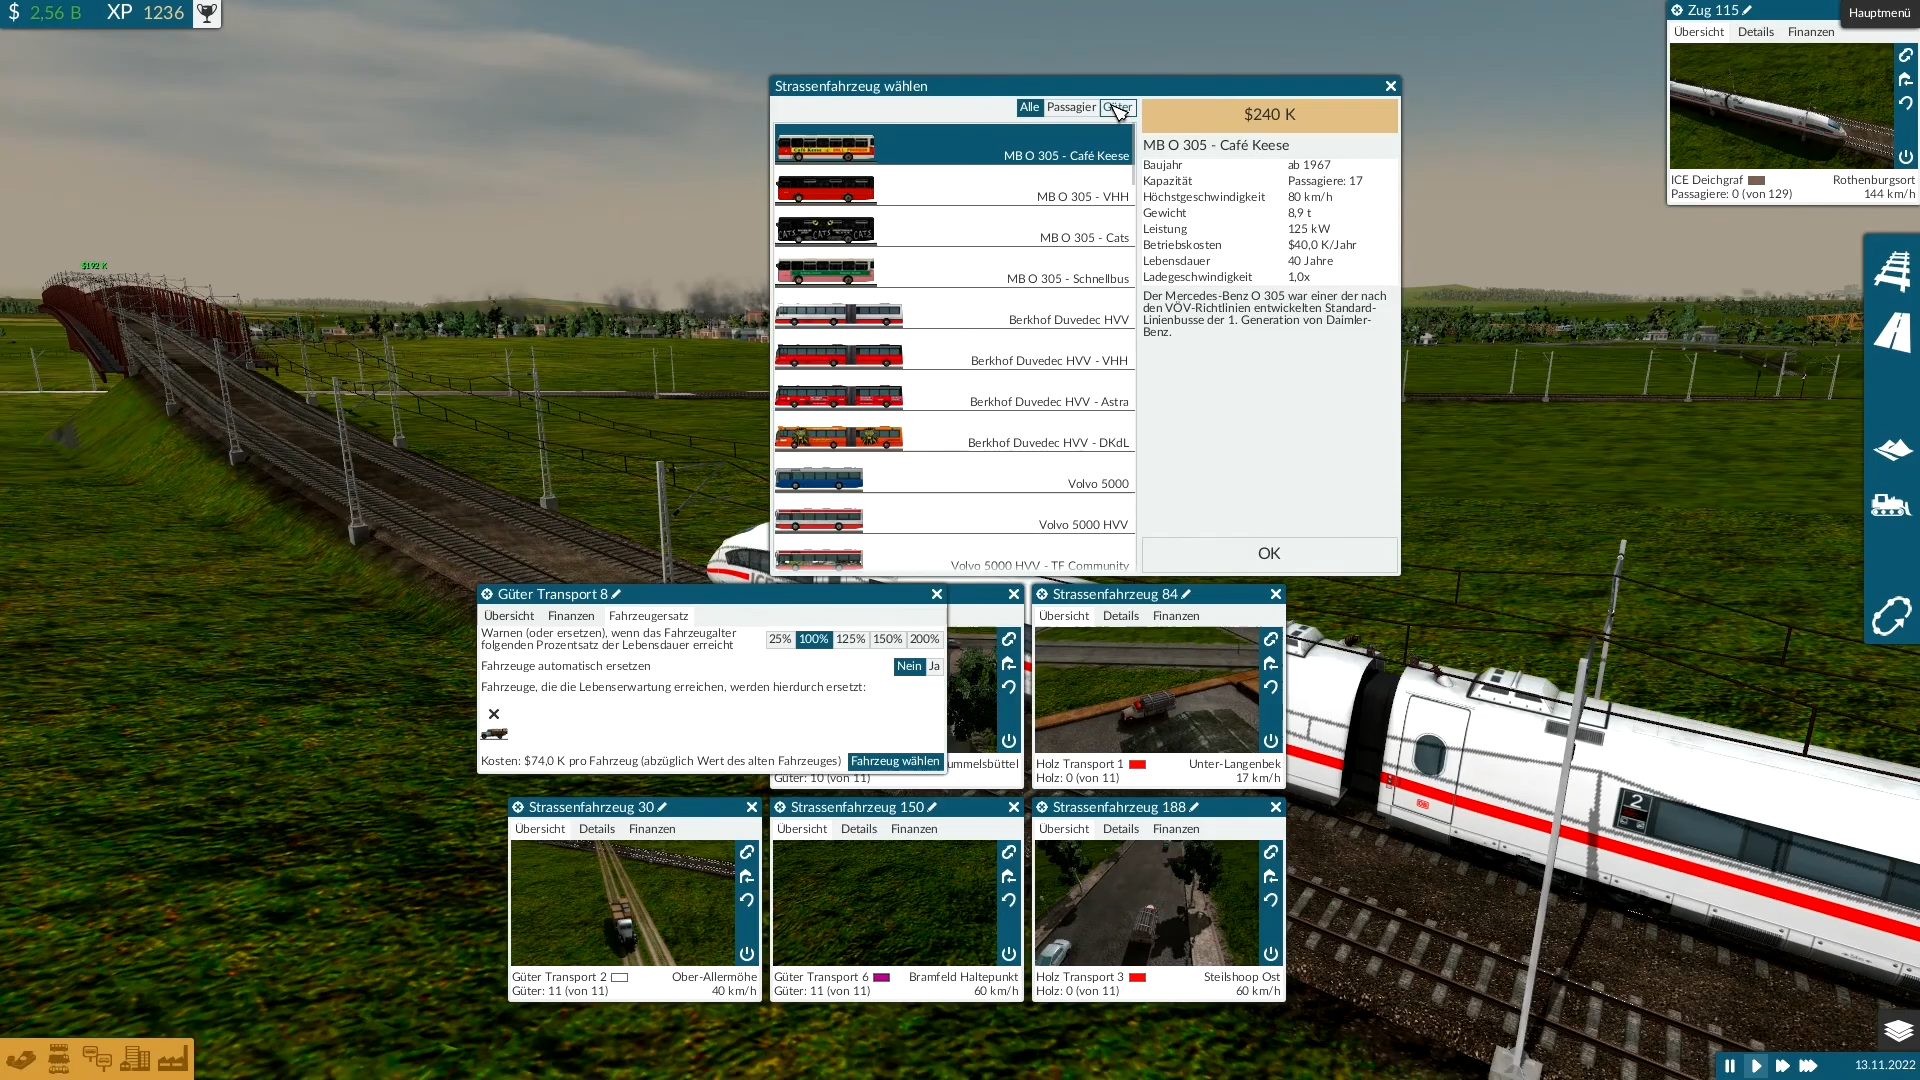 $ 2,56 B XP 1236
Zug 115
Hauptmenü
Übersicht Details Finanzen
ICE Deichgraf Rothenburgsort
Passagiere: 0 (von 129) 144 km/h
$192 K
Strassenfahrzeug wählen
Alle Passagier Güter
MB O 305 - Café Keese
MB O 305 - VHH
MB O 305 - Cats
MB O 305 - Schnellbus
Berkhof Duvedec HVV
Berkhof Duvedec HVV - VHH
Berkhof Duvedec HVV - Astra
Berkhof Duvedec HVV - DKdL
Volvo 5000
Volvo 5000 HVV
Volvo 5000 HVV - TF Community
$240 K
MB O 305 - Café Keese
Baujahr ab 1967
Kapazität Passagiere: 17
Höchstgeschwindigkeit 80 km/h
Gewicht 8,9 t
Leistung 125 kW
Betriebskosten $40,0 K/Jahr
Lebensdauer 40 Jahre
Ladegeschwindigkeit 1,0x
Der Mercedes-Benz O 305 war einer der nach
den VÖV-Richtlinien entwickelten Standard-
Linienbusse der 1. Generation von Daimler-
Benz.
OK
Güter Transport 8
Übersicht Finanzen Fahrzeugersatz
Warnen (oder ersetzen), wenn das Fahrzeugalter
folgenden Prozentsatz der Lebensdauer erreicht
25% 100% 125% 150% 200%
Fahrzeuge automatisch ersetzen Nein Ja
Fahrzeuge, die die Lebenserwartung erreichen, werden hierdurch ersetzt:
Kosten: $74,0 K pro Fahrzeug (abzüglich Wert des alten Fahrzeuges) Fahrzeug wählen
ummelsbüttel
Güter: 10 (von 11)
Strassenfahrzeug 84
Übersicht Details Finanzen
Holz Transport 1 Unter-Langenbek
Holz: 0 (von 11) 17 km/h
Strassenfahrzeug 30
Übersicht Details Finanzen
Güter Transport 2 Ober-Allermöhe
Güter: 11 (von 11) 40 km/h
Strassenfahrzeug 150
Übersicht Details Finanzen
Güter Transport 6 Bramfeld Haltepunkt
Güter: 11 (von 11) 60 km/h
Strassenfahrzeug 188
Übersicht Details Finanzen
Holz Transport 3 Steilshoop Ost
Holz: 0 (von 11) 60 km/h
2
13.11.2022